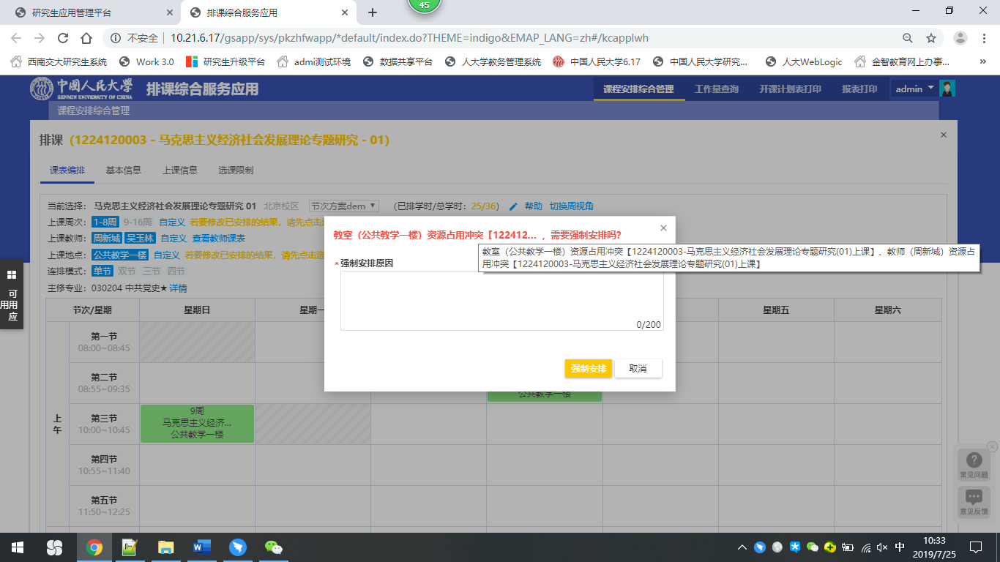 45
研究生应用管理平台
排课综合服务应用
不安全 10.21.6.17/gsapp/sys/pkzhfwapp/*default/index.do?THEME=indigo&EMAP_LANG=zh#/kcapplwh
西南交大研究生系统 Work 3.0 研究生升级平台 admi测试环境 数据共享平台 人大学教务管理系统 中国人民大学6.17 中国人民大学研究... 人大WebLogic 金智教育网上办事...
中国人民大学
RENMIN UNIVERSITY OF CHINA
排课综合服务应用
课程安排综合管理 工作量查询 开课计划表打印 报表打印 admin
课程安排综合管理
排课（1224120003 - 马克思主义经济社会发展理论专题研究 - 01）
课表编排 基本信息 上课信息 选课限制
当前选择： 马克思主义经济社会发展理论专题研究 01 北京校区 节次方案dem (已排学时/总学时：25/36) 帮助 切换周视角
上课周次： 1-8周 9-16周 自定义 若要修改已安排的结果，请先点击选
上课教师： 周新城 吴玉林 自定义 查看教师课表
上课地点： 公共教学一楼 自定义 若要修改已安排的结果，请先点击选
连排模式： 单节 双节 三节 四节
主修专业： 030204 中共党史★ 详情
教室（公共教学一楼）资源占用冲突【122412... ，需要强制安排吗?
教室（公共教学一楼）资源占用冲突【1224120003-马克思主义经济社会发展理论专题研究(01)上课】、教师（周新城）资源占
用冲突【1224120003-马克思主义经济社会发展理论专题研究(01)上课】
*强制安排原因
0/200
强制安排 取消
节次/星期 星期日 星期一 星期五 星期六
上午
第一节
08:00~08:45
第二节
08:55~09:35
公共教学一楼
第三节
10:00~10:45
9周
马克思主义经济...
公共教学一楼
第四节
10:55~11:40
第五节
11:50~12:25
可
用用
应
常见问题
意见反馈
中
10:33
2019/7/25